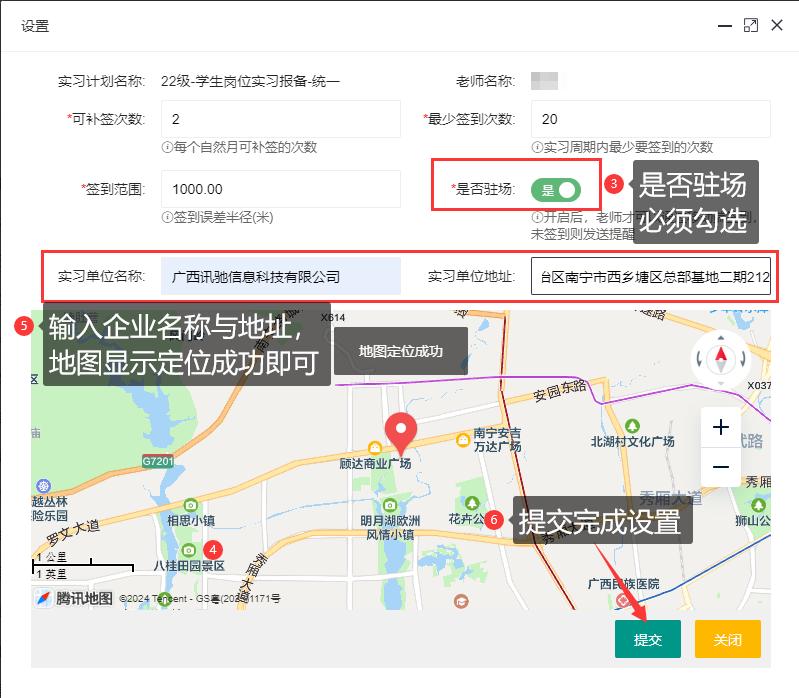 设置
实习计划名称: 22级-学生岗位实习报备-统一
老师名称:
*可补签次数: 2
*最少签到次数: 20
每个自然月可补签的次数
实习周期内最少要签到的次数
*签到范围: 1000.00
*是否驻场: 是
3
是否驻场
必须勾选
签到误差半径(米)
开启后，老师才
未签到则发送提醒
实习单位名称: 广西讯驰信息科技有限公司
实习单位地址: 台区南宁市西乡塘区总部基地二期212
5
输入企业名称与地址，
地图显示定位成功即可
X614
地图定位成功
X037
安园东路
南宁安吉
万达广场
北湖村文化广场
顾达商业广场
G7201
越丛林
险乐园
相思小镇
明月湖欧洲
风情小镇
花卉公
秀厢大道
秀厢
狮山公
6
提交完成设置
罗文大道
4
八桂田园景区
秀厢大道
1 公里
1 英里
广西民族医院
腾讯地图
©2024 Tencent - GS粤(2023)1171号
提交
关闭